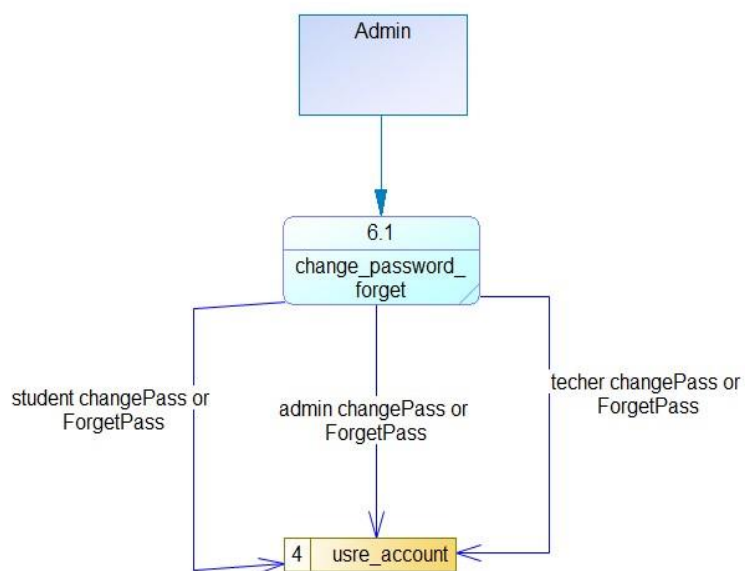 Admin
6.1
change_password_
forget
student changePass or
ForgetPass
admin changePass or
ForgetPass
techer changePass or
ForgetPass
4 usre_account